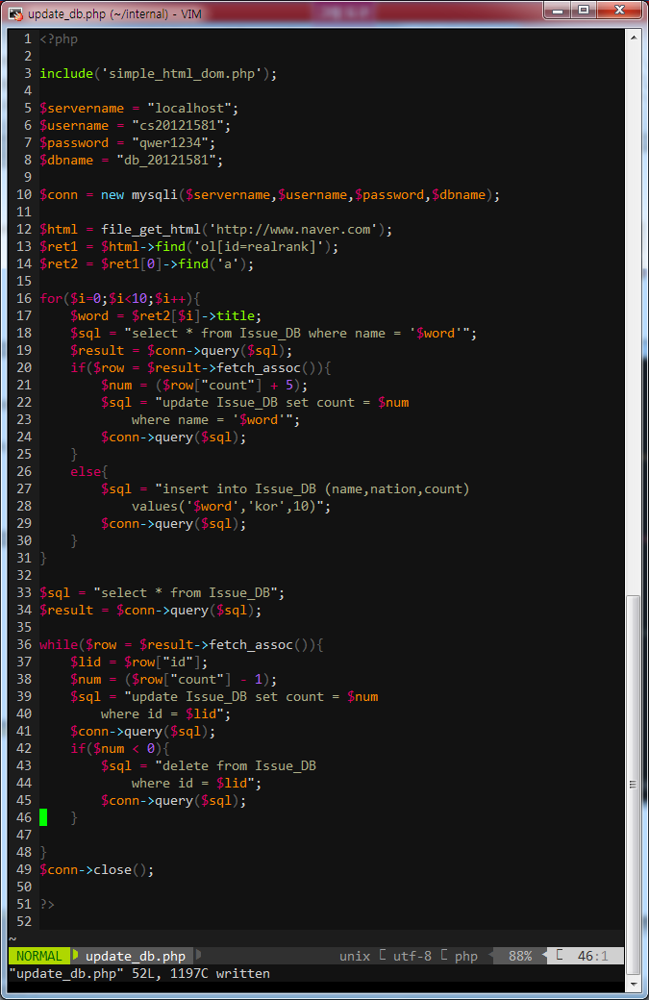 update_db.php (~/internal) - VIM
1 <?php
2
3 include('simple_html_dom.php');
4
5 $servername = "localhost";
6 $username = "cs20121581";
7 $password = "qwer1234";
8 $dbname = "db_20121581";
9
10 $conn = new mysqli($servername,$username,$password,$dbname);
11
12 $html = file_get_html('http://www.naver.com');
13 $ret1 = $html->find('ol[id=realrank]');
14 $ret2 = $ret1[0]->find('a');
15
16 for($i=0;$i<10;$i++){
17     $word = $ret2[$i]->title;
18     $sql = "select * from Issue_DB where name = '$word'";
19     $result = $conn->query($sql);
20     if($row = $result->fetch_assoc()){
21         $num = ($row["count"] + 5);
22         $sql = "update Issue_DB set count = $num
23             where name = '$word'";
24         $conn->query($sql);
25     }
26     else{
27         $sql = "insert into Issue_DB (name,nation,count)
28             values('$word','kor',10)";
29         $conn->query($sql);
30     }
31 }
32
33 $sql = "select * from Issue_DB";
34 $result = $conn->query($sql);
35
36 while($row = $result->fetch_assoc()){
37     $lid = $row["id"];
38     $num = ($row["count"] - 1);
39     $sql = "update Issue_DB set count = $num
40         where id = $lid";
41     $conn->query($sql);
42     if($num < 0){
43         $sql = "delete from Issue_DB
44             where id = $lid";
45         $conn->query($sql);
46     }
47
48 }
49 $conn->close();
50
51 ?>
52
~
NORMAL update_db.php unix utf-8 php 88% 46:1
"update_db.php" 52L, 1197C written